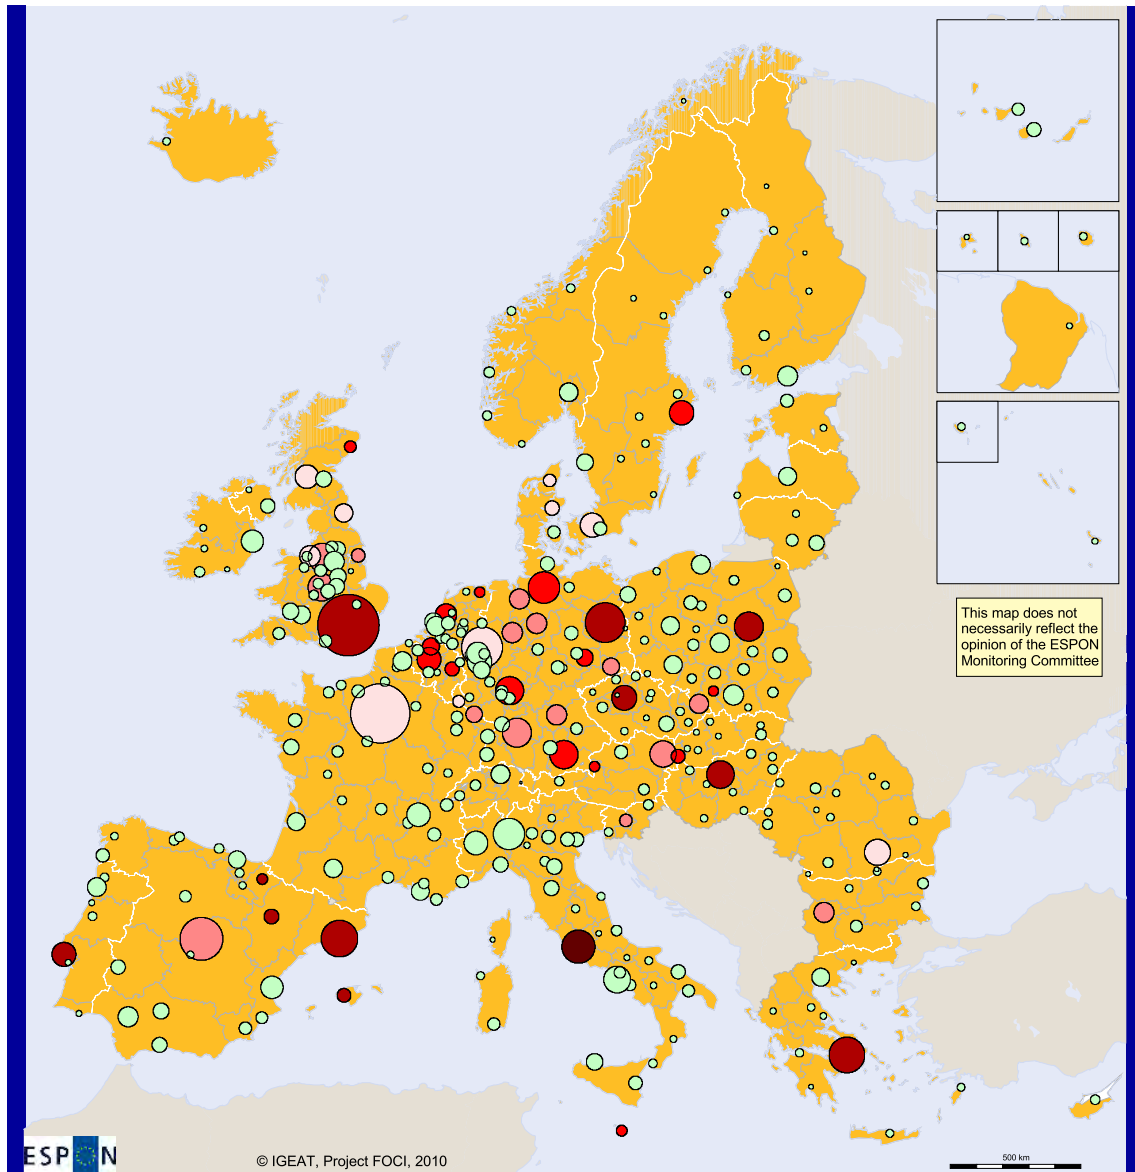 This map does not
necessarily reflect the
opinion of the ESPON
Monitoring Committee
ESPON
© IGEAT, Project FOCI, 2010
500 km